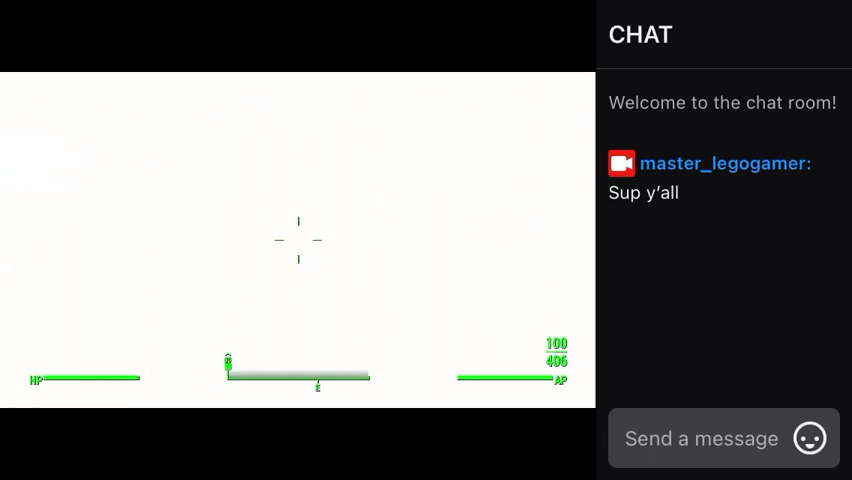 CHAT
Welcome to the chat room!
master_legogamer:
Sup y’all
100
406
HP
E
AP
Send a message